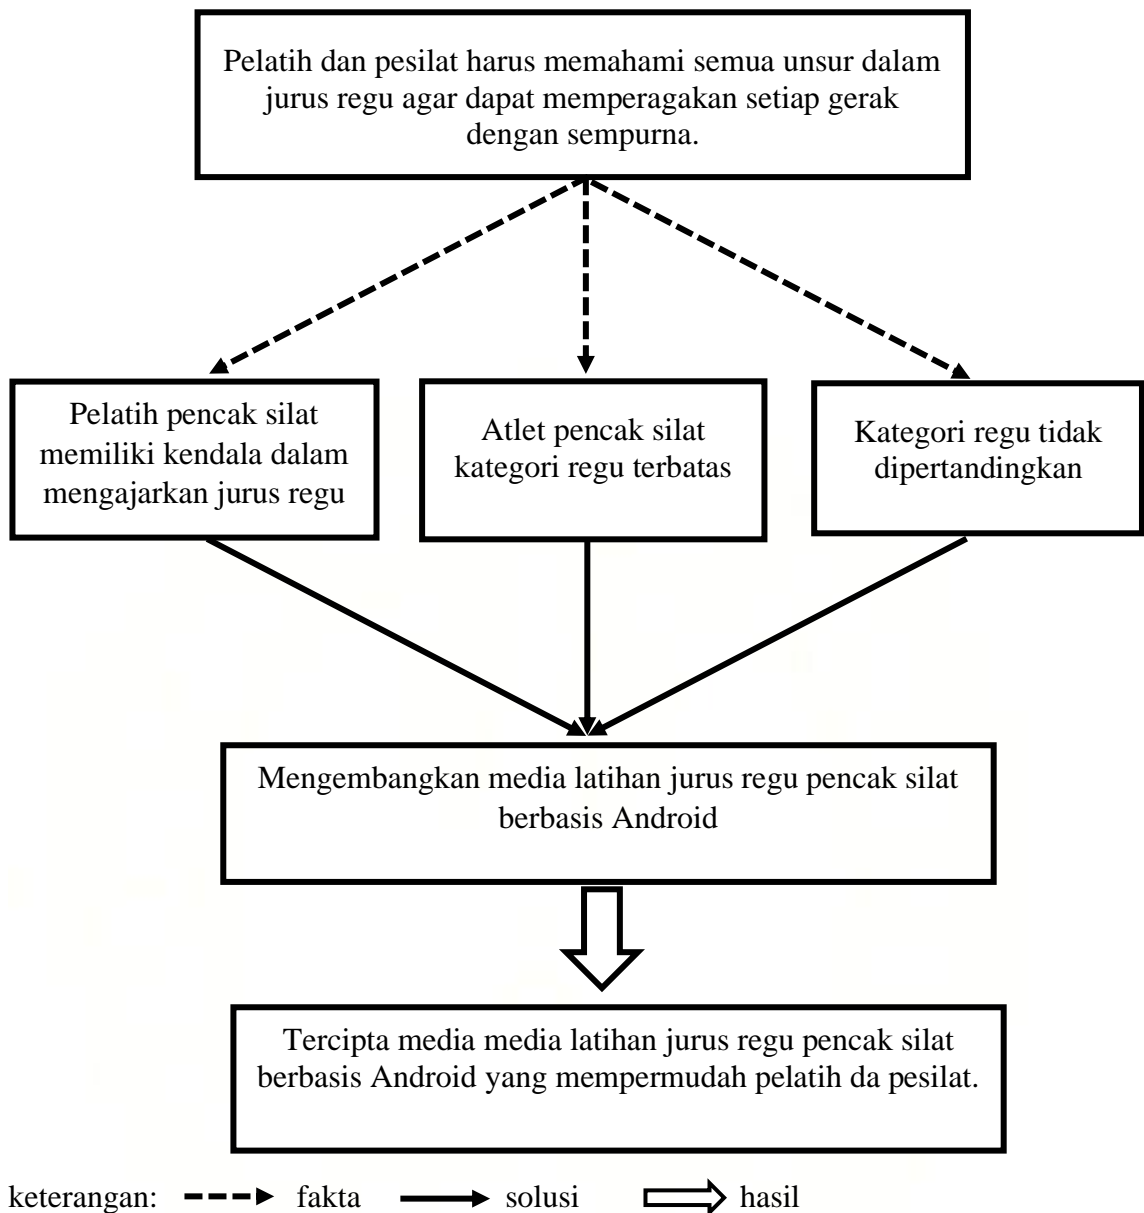 Pelatih dan pesilat harus memahami semua unsur dalam
jurus regu agar dapat memperagakan setiap gerak
dengan sempurna.
Pelatih pencak silat
memiliki kendala dalam
mengajarkan jurus regu
Atlet pencak silat
kategori regu terbatas
Kategori regu tidak
dipertandingkan
Mengembangkan media latihan jurus regu pencak silat
berbasis Android
Tercipta media media latihan jurus regu pencak silat
berbasis Android yang mempermudah pelatih da pesilat.
keterangan: fakta solusi hasil